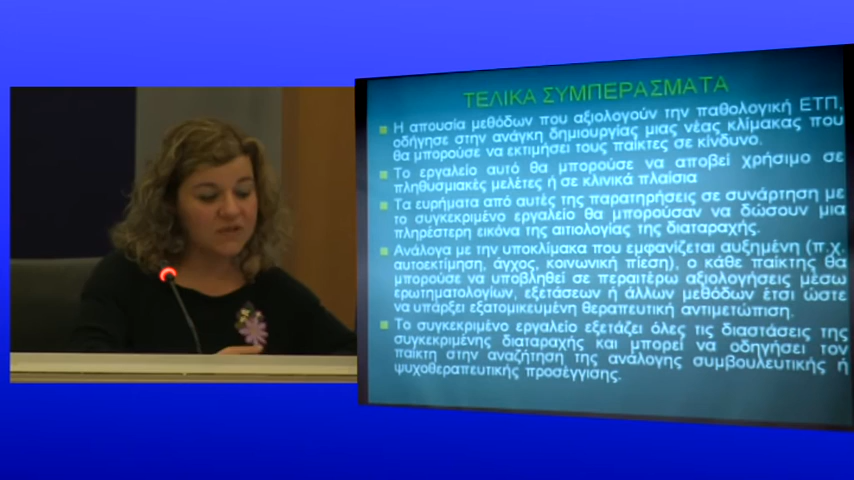 ΤΕΛΙΚΑ ΣΥΜΠΕΡΑΣΜΑΤΑ
Η απουσία μεθόδων που αξιολογούν την παθολογική ΕΤΠ,
οδήγησε στην ανάγκη δημιουργίας μιας νέας κλίμακας που
θα μπορούσε να εκτιμήσει τους παίκτες σε κίνδυνο.
Το εργαλείο αυτό θα μπορούσε να αποβεί χρήσιμο σε
πληθυσμιακές μελέτες ή σε κλινικά πλαίσια
Τα ευρήματα από αυτές της παρατηρήσεις σε συνάρτηση με
το συγκεκριμένο εργαλείο θα μπορούσαν να δώσουν μια
πληρέστερη εικόνα της αιτιολογίας της διαταραχής.
Ανάλογα με την υποκλίμακα που εμφανίζεται αυξημένη (π.χ.
αυτοεκτίμηση, άγχος, κοινωνική πίεση), ο κάθε παίκτης θα
μπορούσε να υποβληθεί σε περαιτέρω αξιολογήσεις μέσω
ερωτηματολογίων, εξετάσεων ή άλλων μεθόδων έτσι ώστε
να υπάρξει εξατομικευμένη θεραπευτική αντιμετώπιση.
Το συγκεκριμένο εργαλείο εξετάζει όλες τις διαστάσεις της
συγκεκριμένης διαταραχής και μπορεί να οδηγήσει τον
παίκτη στην αναζήτηση της ανάλογης συμβουλευτικής ή
ψυχοθεραπευτικής προσέγγισης.